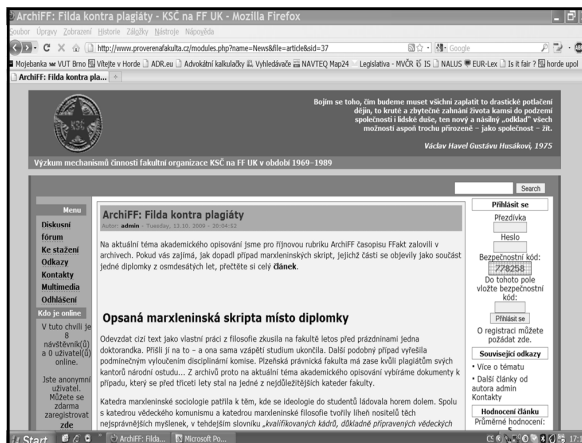 ArchiFF: Filda kontra plagiáty - KSČ na FF UK - Mozilla Firefox
Soubor Úpravy Zobrazení Historie Záložky Nástroje Nápověda
http://www.proverenafakulta.cz/modules.php?name=News&file=article&sid=37
Google
Mojebanka VUT Brno Vítejte v Horde ADR.eu Advokátní kalkulačky Vyhledávače NAVTEQ Map24 Legislativa - MVČR IS NALUS EUR-Lex Is it fair ? horde upol
ArchiFF: Filda kontra pla...
Bojím se toho, čím budeme muset všichni zaplatit to drastické potlačení
dějin, to kruté a zbytečné zahnání života kamsi do podzemí
společnosti i lidské duše, ten nový a násilný „odklad" všech
možností aspoň trochu přirozeně – jako společnost – žít.
Václav Havel Gustávu Husákovi, 1975
Výzkum mechanismů činnosti fakultní organizace KSČ na FF UK v období 1969–1989
Search
Menu
Diskusní
fórum
Ke stažení
Odkazy
Kontakty
Multimedia
Odhlášení
Kdo je online
V tuto chvíli je
8
návštěvník(ů)
a 0 uživatel(ů)
online.
Jste anonymní
uživatel.
Můžete se
zdarma
zaregistrovat
zde
ArchiFF: Filda kontra plagiáty
Autor: admin - Tuesday, 13.10. 2009 - 20:04:53
Na aktuální téma akademického opisování jsme pro říjnovou rubriku ArchiFF časopisu FFakt zalovili v
archivech. Pokud vás zajímá, jak dopadl případ marxleninských skript, jejichž části se objevily jako součást
jedné diplomky z osmdesátých let, přečtěte si celý článek.
Opsaná marxleninská skripta místo diplomky
Odevzdat cizí text jako vlastní práci z filosofie zkusila na fakultě letos před prázdninami jedna
doktorandka. Přišli jí na to – a ona sama vzápětí studium ukončila. Další podobný případ vyřešila
podmínečným vyloučením disciplinární komise. Plzeňská právnická fakulta má zase kvůli plagiátům svých
kantorů národní ostudu... Z archivů proto na aktuální téma akademického opisování vybíráme dokumenty k
případu, který se před třiceti lety stal na jedné z nejdůležitějších kateder fakulty.
Katedra marxleninské sociologie patřila k těm, kde se ideologie do studentů ládovala horem dolem. Spolu
s katedrou vědeckého komunismu a katedrou marxleninské filosofie tvořily líheň nositelů těch
nejsprávnějších myšlenek, v tehdejším slovníku „kvalifikovaných kádrů, důkladně připravených vědeckých
Přihlásit se
Přezdívka
Heslo
Bezpečnostní kód:
778258
Do tohoto pole
vložte bezpečnostní
kód:
Přihlásit se
O registraci můžete
požádat zde.
Související odkazy
• Více o tématu
• Další články od
autora admin
Kontakty
Hodnocení článku
Průměrné hodnocení:
Start
ArchiFF: Filda...
Microsoft Po...
CS